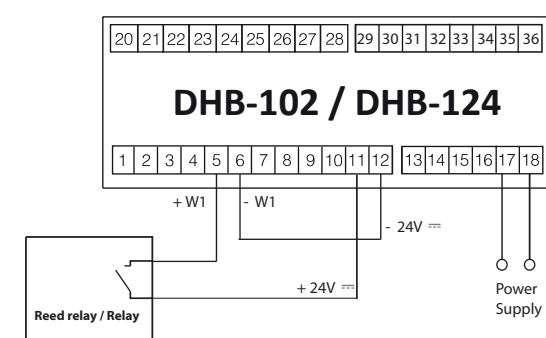 20 21 22 23 24 25 26 27 28 29 30 31 32 33 34 35 36
DHB-102 / DHB-124
1 2 3 4 5 6 7 8 9 10 11 12 13 14 15 16 17 18
+ W1 - W1
- 24V ⎓
+ 24V ⎓
Power
Supply
Reed relay / Relay